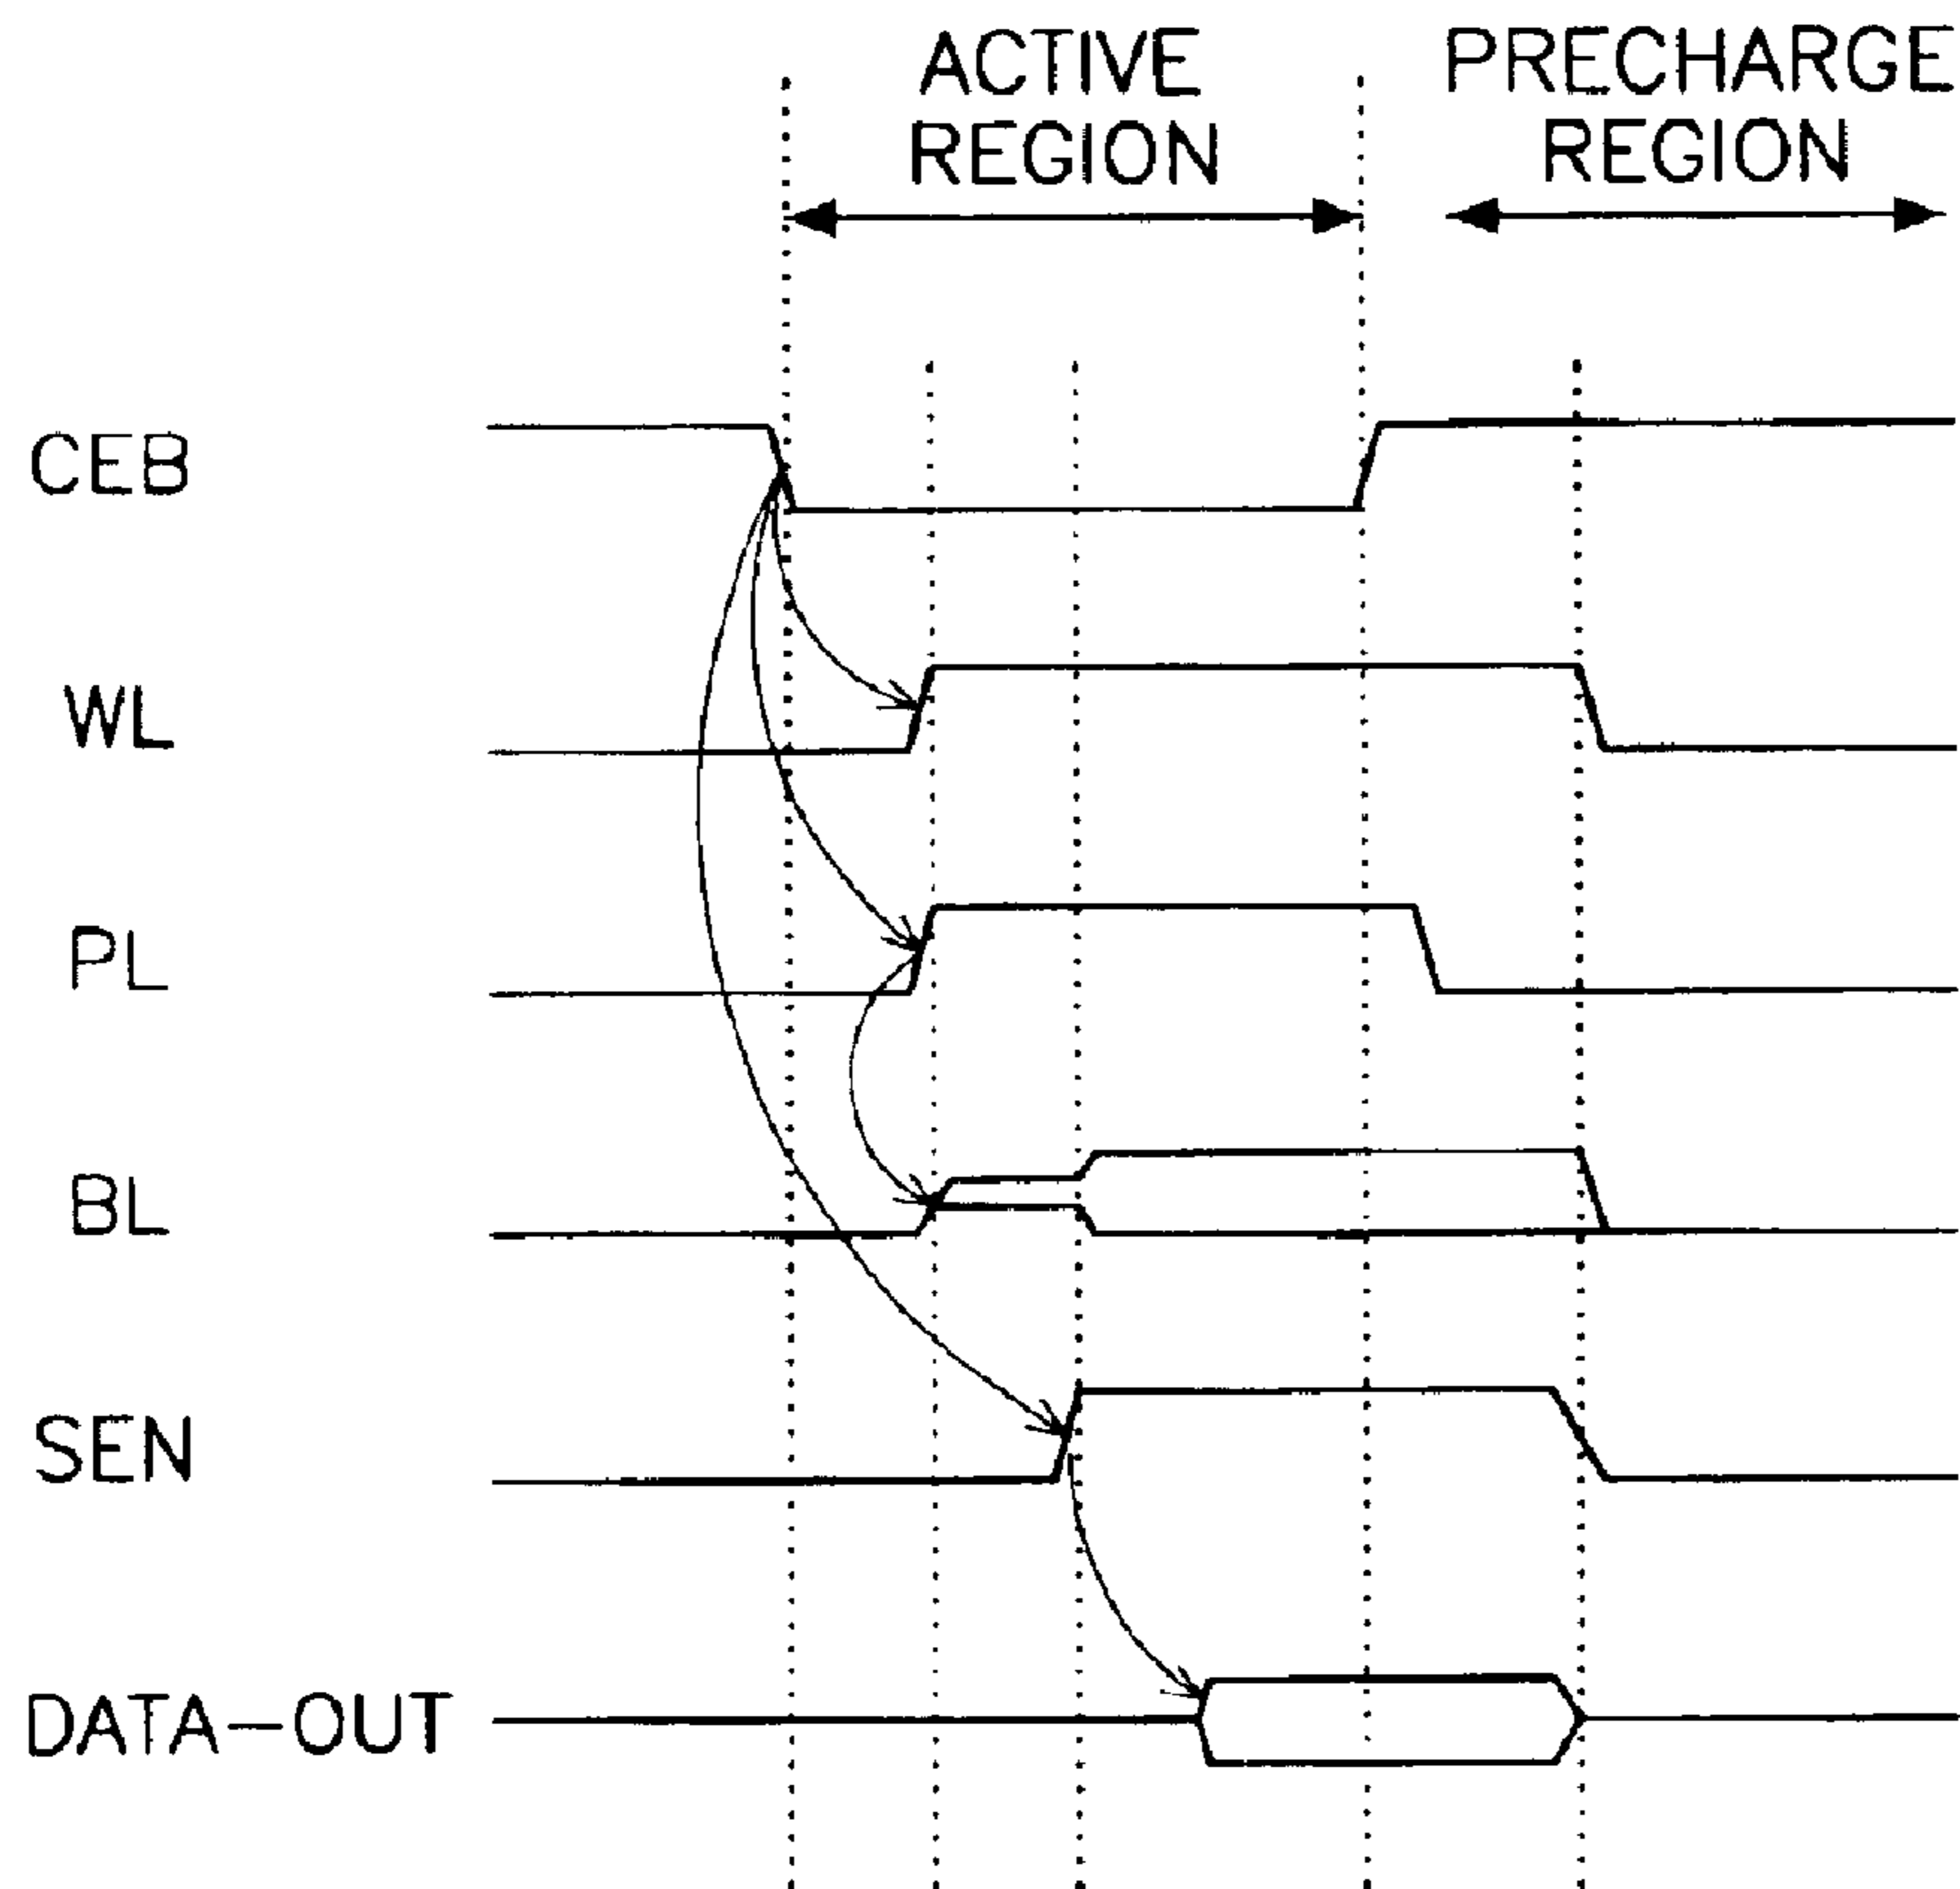 ACTIVE
REGION
PRECHARGE
REGION
CEB
WL
PL
BL
SEN
DATA-OUT